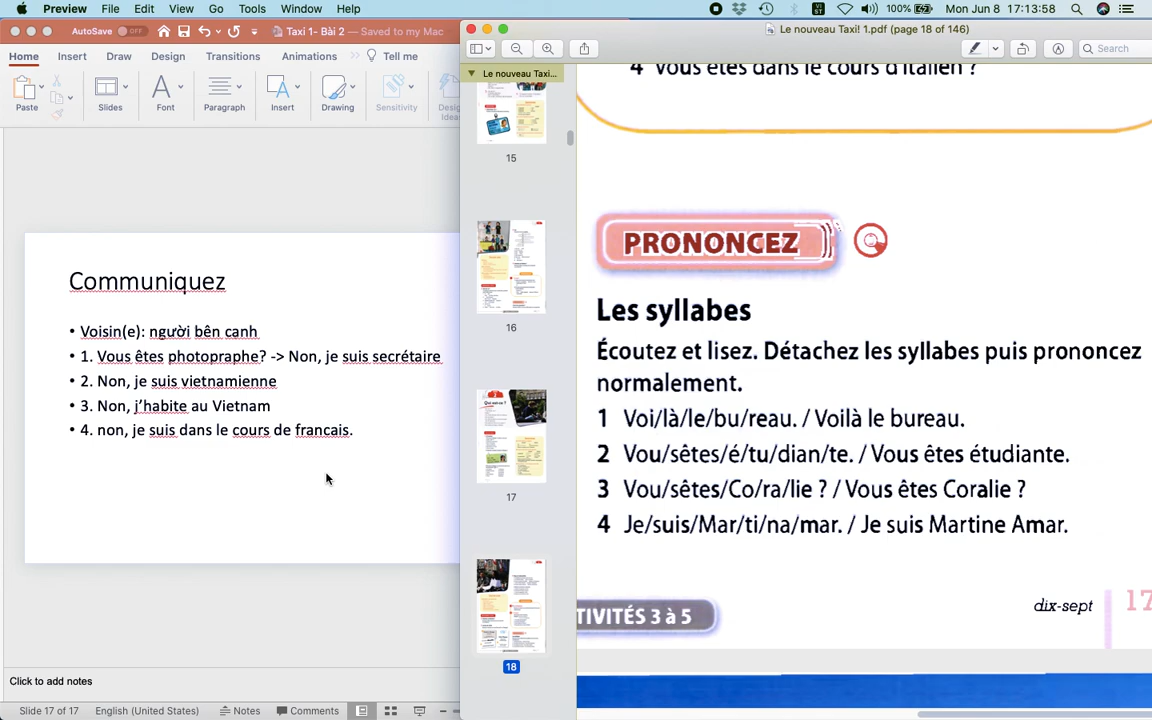 Preview File Edit View Go Tools Window Help 100% Mon Jun 8 17:13:58
AutoSave OFF Taxi 1- Bài 2 — Saved to my Mac
Home Insert Draw Design Transitions Animations Tell me
Paste Slides Font Paragraph Insert Drawing Sensitivity Design Ideas
Communiquez
• Voisin(e): người bên canh
• 1. Vous êtes photopraphe? -> Non, je suis secrétaire
• 2. Non, je suis vietnamienne
• 3. Non, j’habite au Vietnam
• 4. non, je suis dans le cours de francais.
Click to add notes
Slide 17 of 17 English (United States) Notes Comments
Le nouveau Taxi! 1.pdf (page 18 of 146)
Search
Le nouveau Taxi...
15
16
17
18
4 Vous êtes dans le cours d'italien ?
PRONONCEZ
Les syllabes
Écoutez et lisez. Détachez les syllabes puis prononcez
normalement.
1 Voi/là/le/bu/reau. / Voilà le bureau.
2 Vou/sêtes/é/tu/dian/te. / Vous êtes étudiante.
3 Vou/sêtes/Co/ra/lie ? / Vous êtes Coralie ?
4 Je/suis/Mar/ti/na/mar. / Je suis Martine Amar.
TIVITÉS 3 à 5
dix-sept 17